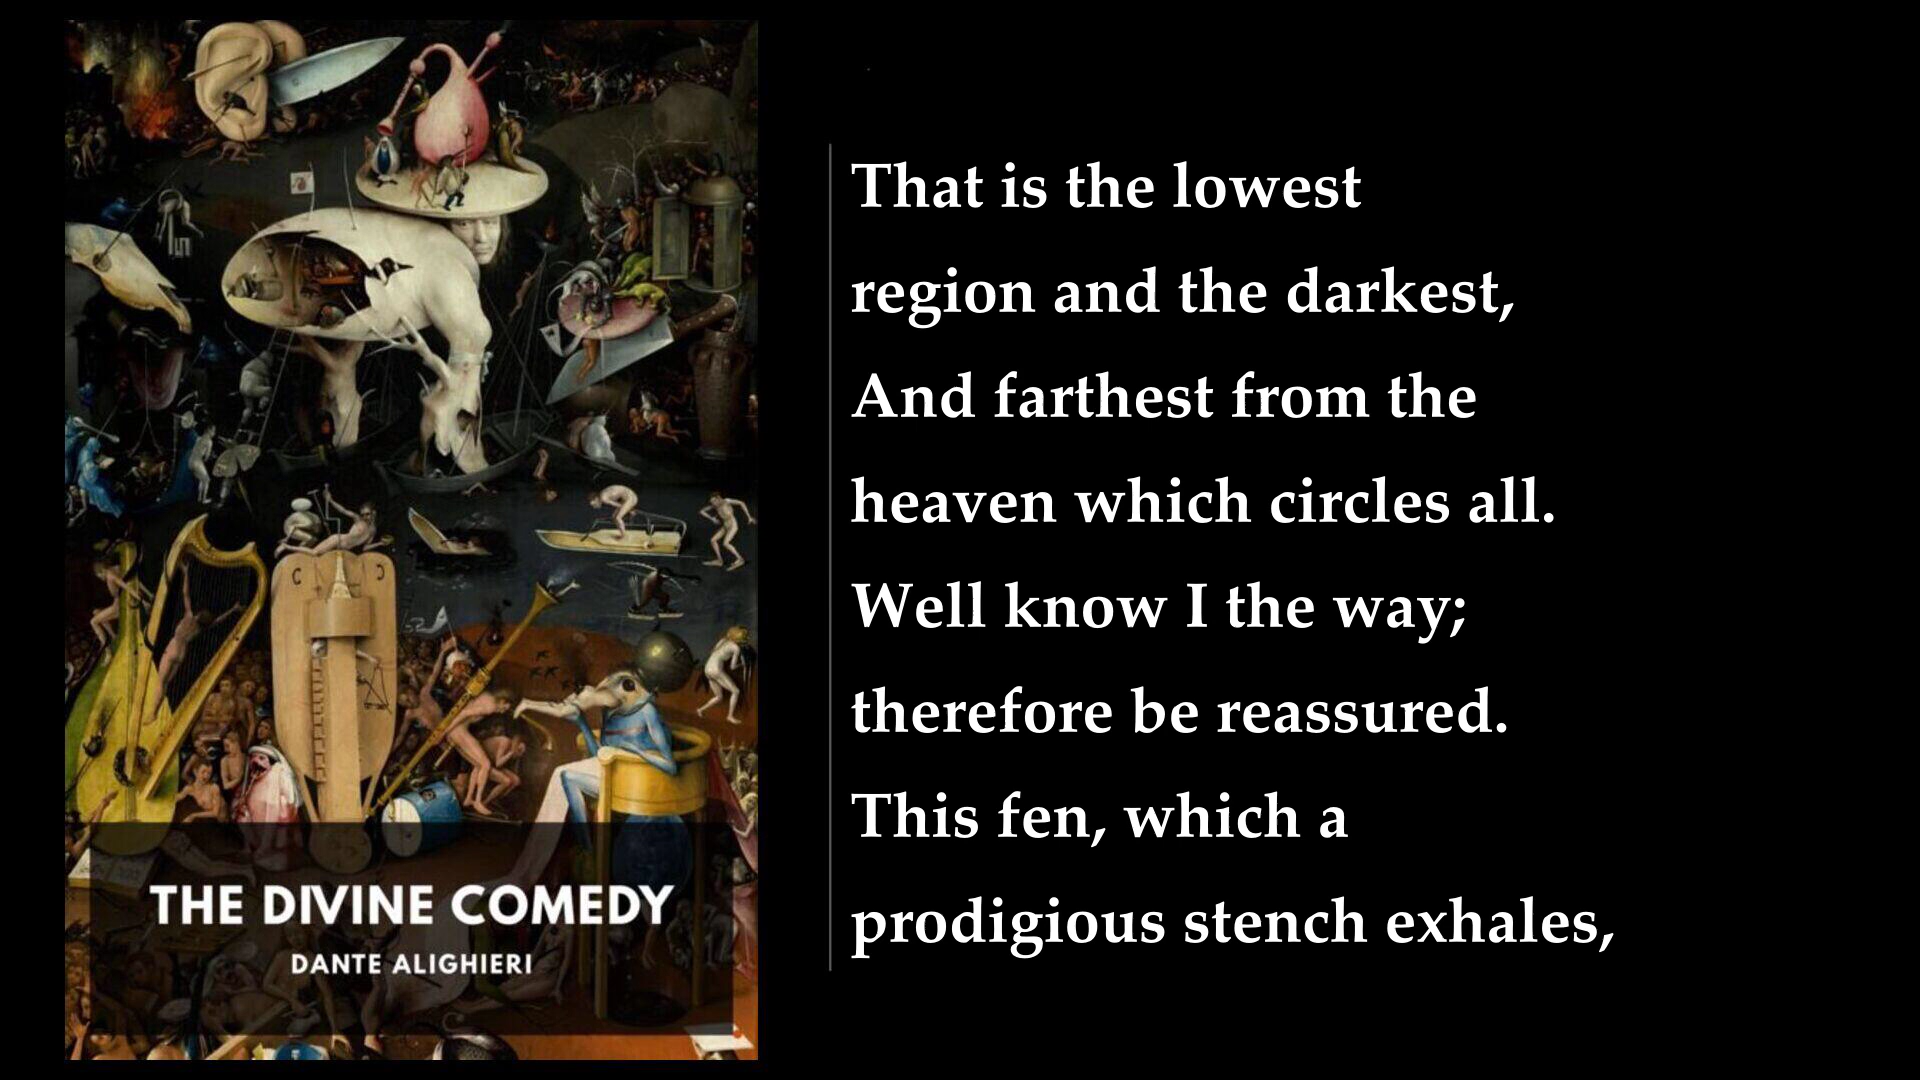 THE DIVINE COMEDY
DANTE ALIGHIERI
That is the lowest
region and the darkest,
And farthest from the
heaven which circles all.
Well know I the way;
therefore be reassured.
This fen, which a
prodigious stench exhales,